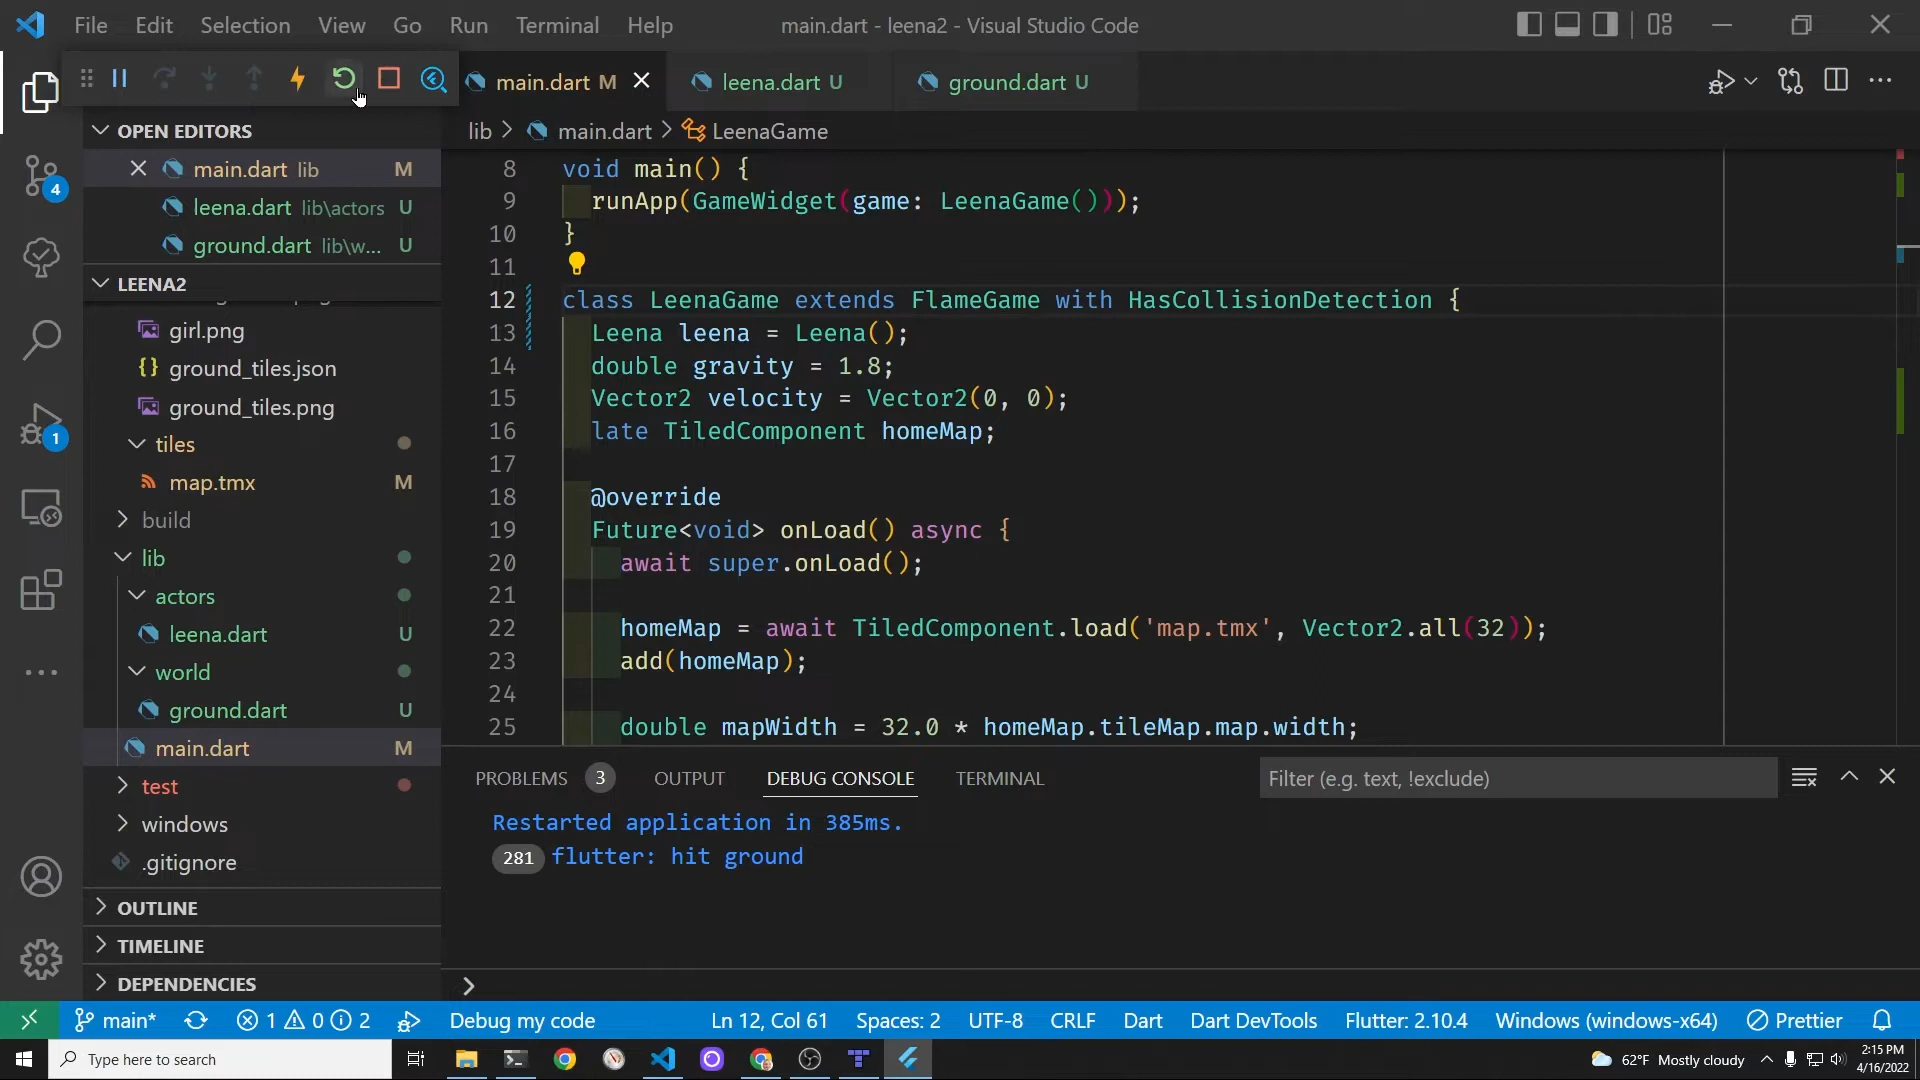 File Edit Selection View Go Run Terminal Help main.dart - leena2 - Visual Studio Code
main.dart M leena.dart U ground.dart U
OPEN EDITORS
main.dart lib M
leena.dart lib\actors U
ground.dart lib\w... U
LEENA2
girl.png
ground_tiles.json
ground_tiles.png
tiles
map.tmx M
build
lib
actors
leena.dart U
world
ground.dart U
main.dart M
test
windows
.gitignore
OUTLINE
TIMELINE
DEPENDENCIES
4
1
lib > main.dart > LeenaGame
8 void main() {
9 runApp(GameWidget(game: LeenaGame()));
10 }
11
12 class LeenaGame extends FlameGame with HasCollisionDetection {
13 Leena leena = Leena();
14 double gravity = 1.8;
15 Vector2 velocity = Vector2(0, 0);
16 late TiledComponent homeMap;
17
18 @override
19 Future<void> onLoad() async {
20 await super.onLoad();
21
22 homeMap = await TiledComponent.load('map.tmx', Vector2.all(32));
23 add(homeMap);
24
25 double mapWidth = 32.0 * homeMap.tileMap.map.width;
PROBLEMS 3 OUTPUT DEBUG CONSOLE TERMINAL Filter (e.g. text, !exclude)
Restarted application in 385ms.
281 flutter: hit ground
main* 1 0 2 Debug my code Ln 12, Col 61 Spaces: 2 UTF-8 CRLF Dart Dart DevTools Flutter: 2.10.4 Windows (windows-x64) Prettier
Type here to search 62°F Mostly cloudy 2:15 PM
4/16/2022